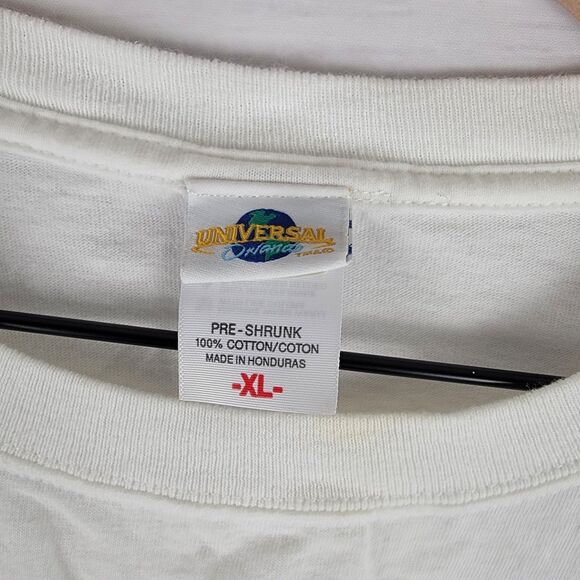 UNIVERSAL
Orlando
PRE-SHRUNK
100% COTTON/COTON
MADE IN HONDURAS
-XL-